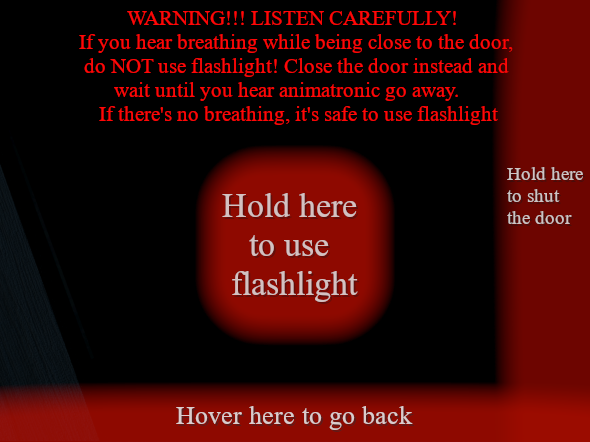 WARNING!!! LISTEN CAREFULLY!
If you hear breathing while being close to the door,
do NOT use flashlight! Close the door instead and
wait until you hear animatronic go away.
If there's no breathing, it's safe to use flashlight
Hold here
to shut
the door
Hold here
to use
flashlight
Hover here to go back